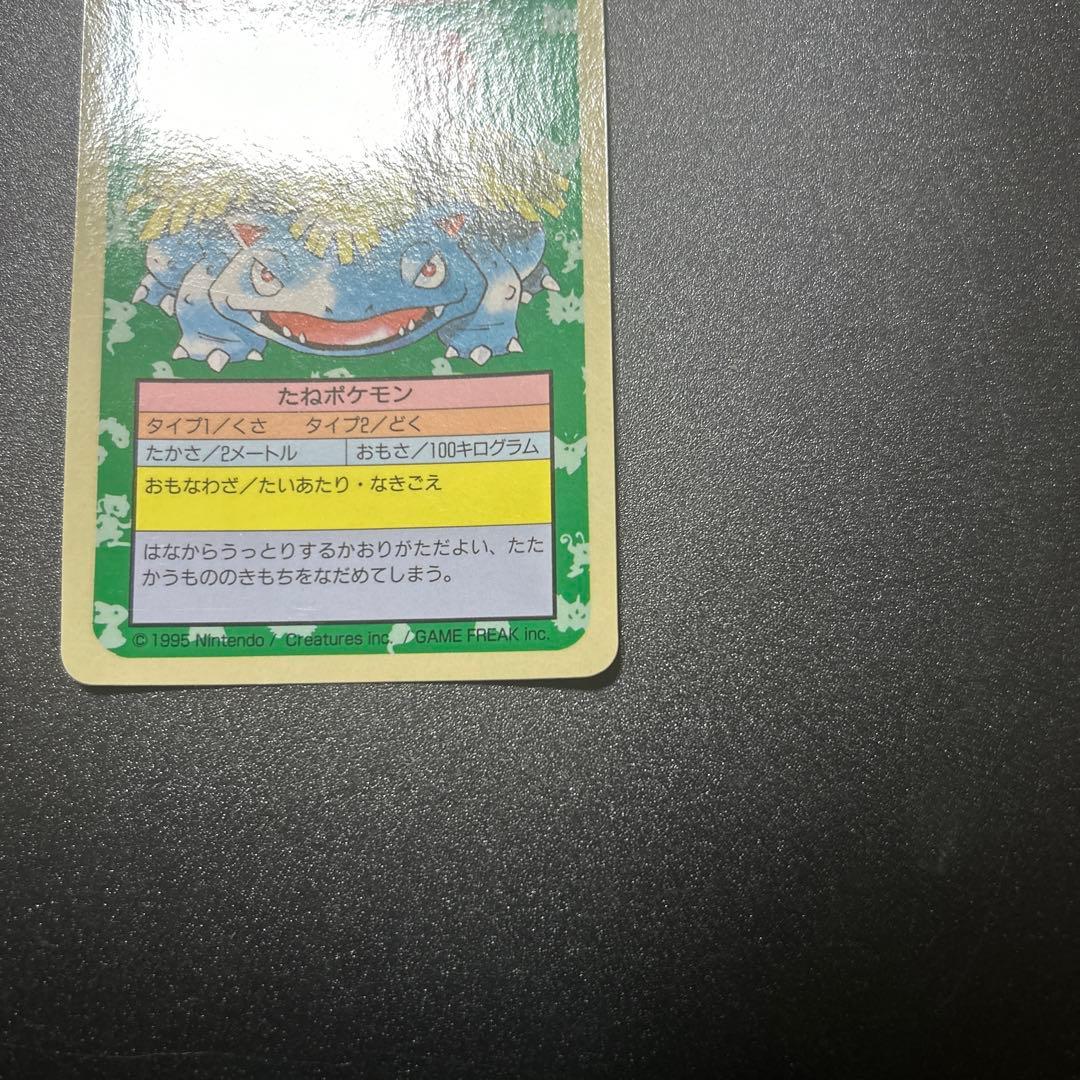 たねポケモン
タイプ1/くさ タイプ2/どく
たかさ/2メートル おもさ/100キログラム
おもなわざ/たいあたり・なきごえ
はなからうっとりするかおりがただよい、たた
かうもののきもちをなだめてしまう。
© 1995 Nintendo / Creatures inc. / GAME FREAK inc.